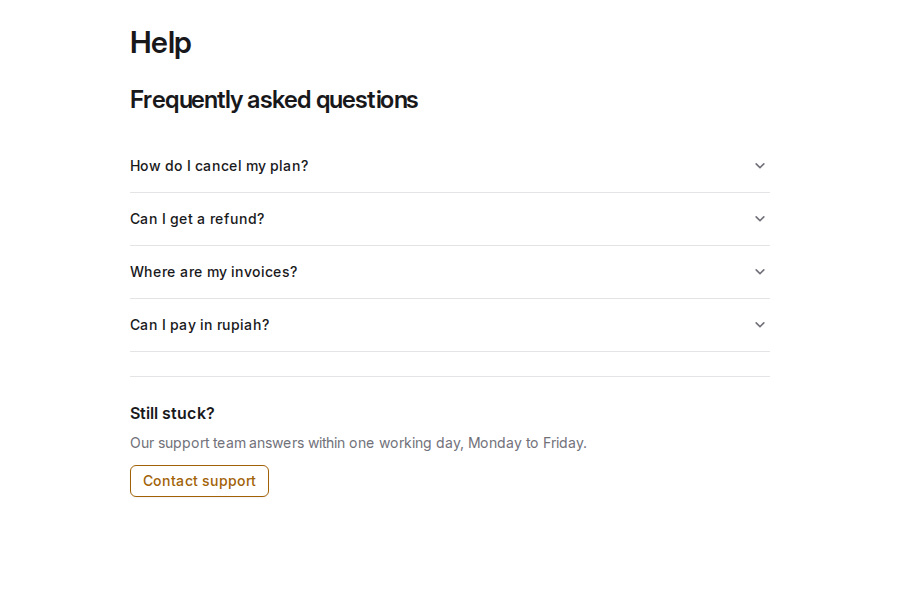 Help
Frequently asked questions
How do I cancel my plan?
Can I get a refund?
Where are my invoices?
Can I pay in rupiah?
Still stuck?
Our support team answers within one working day, Monday to Friday.
Contact support